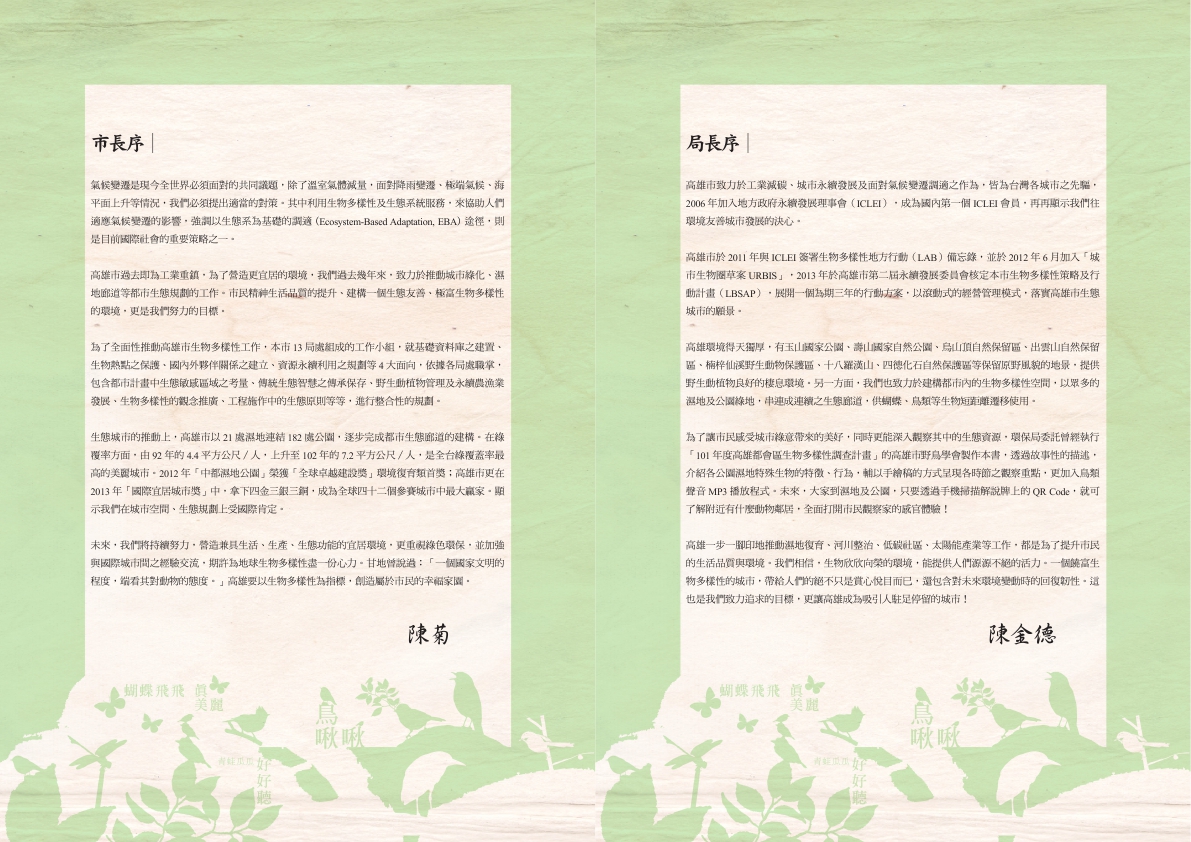 市長序
氣候變遷是現今全世界必須面對的共同議題，除了溫室氣體減量，面對降雨變遷、極端氣候、海
平面上升等情況，我們必須提出適當的對策。其中利用生物多樣性及生態系統服務，來協助人們
適應氣候變遷的影響，強調以生態系為基礎的調適（Ecosystem-Based Adaptation, EBA）途徑，則
是目前國際社會的重要策略之一。
高雄市過去即為工業重鎮，為了營造更宜居的環境，我們過去幾年來，致力於推動城市綠化、濕
地廊道等都市生態規劃的工作。市民精神生活品質的提升、建構一個生態友善、極富生物多樣性
的環境，更是我們努力的目標。
為了全面性推動高雄市生物多樣性工作，本市 13 局處組成的工作小組，就基礎資料庫之建置、
生物熱點之保護、國內外夥伴關係之建立、資源永續利用之規劃等 4 大面向，依據各局處職掌，
包含都市計畫中生態敏感區域之考量、傳統生態智慧之傳承保存、野生動植物管理及永續農漁業
發展、生物多樣性的觀念推廣、工程施作中的生態原則等等，進行整合性的規劃。
生態城市的推動上，高雄市以 21 處濕地連結 182 處公園，逐步完成都市生態廊道的建構。在綠
覆率方面，由 92 年的 4.4 平方公尺 / 人，上升至 102 年的 7.2 平方公尺 / 人，是全台綠覆蓋率最
高的美麗城市。2012 年「中都濕地公園」榮獲「全球卓越建設獎」環境復育類首獎；高雄市更在
2013 年「國際宜居城市獎」中，拿下四金三銀三銅，成為全球四十二個參賽城市中最大贏家。顯
示我們在城市空間、生態規劃上受國際肯定。
未來，我們將持續努力，營造兼具生活、生產、生態功能的宜居環境，更重視綠色環保，並加強
與國際城市間之經驗交流，期許為地球生物多樣性盡一份心力。甘地曾說過：「一個國家文明的
程度，端看其對動物的態度。」高雄要以生物多樣性為指標，創造屬於市民的幸福家園。
陳菊
蝴蝶飛飛 真
美麗
鳥
啾啾
好
好
聽
局長序
高雄市致力於工業減碳、城市永續發展及面對氣候變遷調適之作為，皆為台灣各城市之先驅，
2006 年加入地方政府永續發展理事會（ICLEI），成為國內第一個 ICLEI 會員，再再顯示我們往
環境友善城市發展的決心。
高雄市於 2011 年與 ICLEI 簽署生物多樣性地方行動（LAB）備忘錄，並於 2012 年 6 月加入「城
市生物圈草案 URBIS」，2013 年於高雄市第二屆永續發展委員會核定本市生物多樣性策略及行
動計畫（LBSAP），展開一個為期三年的行動方案，以滾動式的經營管理模式，落實高雄市生態
城市的願景。
高雄環境得天獨厚，有玉山國家公園、壽山國家自然公園、烏山頂自然保留區、出雲山自然保留
區、楠梓仙溪野生動物保護區、十八羅漢山、四德化石自然保護區等保留原野風貌的地景，提供
野生動植物良好的棲息環境，另一方面，我們也致力於建構都市內的生物多樣性空間，以眾多的
濕地及公園綠地，串連成連續之生態廊道，供蝴蝶、鳥類等生物短距離遷移使用。
為了讓市民感受城市綠意帶來的美好，同時更能深入觀察其中的生態資源，環保局委託曾經執行
「101 年度高雄都會區生物多樣性調查計畫」的高雄市野鳥學會製作本書，透過故事性的描述，
介紹各公園濕地特殊生物的特徵、行為，輔以手繪稿的方式呈現各時節之觀察重點，更加入鳥類
聲音 MP3 播放程式。未來，大家到濕地及公園，只要透過手機掃描解說牌上的 QR Code，就可
了解附近有什麼動物鄰居，全面打開市民觀察家的感官體驗！
高雄一步一腳印地推動濕地復育、河川整治、低碳社區、太陽能產業等工作，都是為了提升市民
的生活品質與環境。我們相信，生物欣欣向榮的環境，能提供人們源源不絕的活力。一個饒富生
物多樣性的城市，帶給人們的絕不只是賞心悅目而已，還包含對未來環境變動時的回復韌性。這
也是我們致力追求的目標，更讓高雄成為吸引人駐足停留的城市！
陳金德
蝴蝶飛飛 真
美麗
鳥
啾啾
好
好
聽